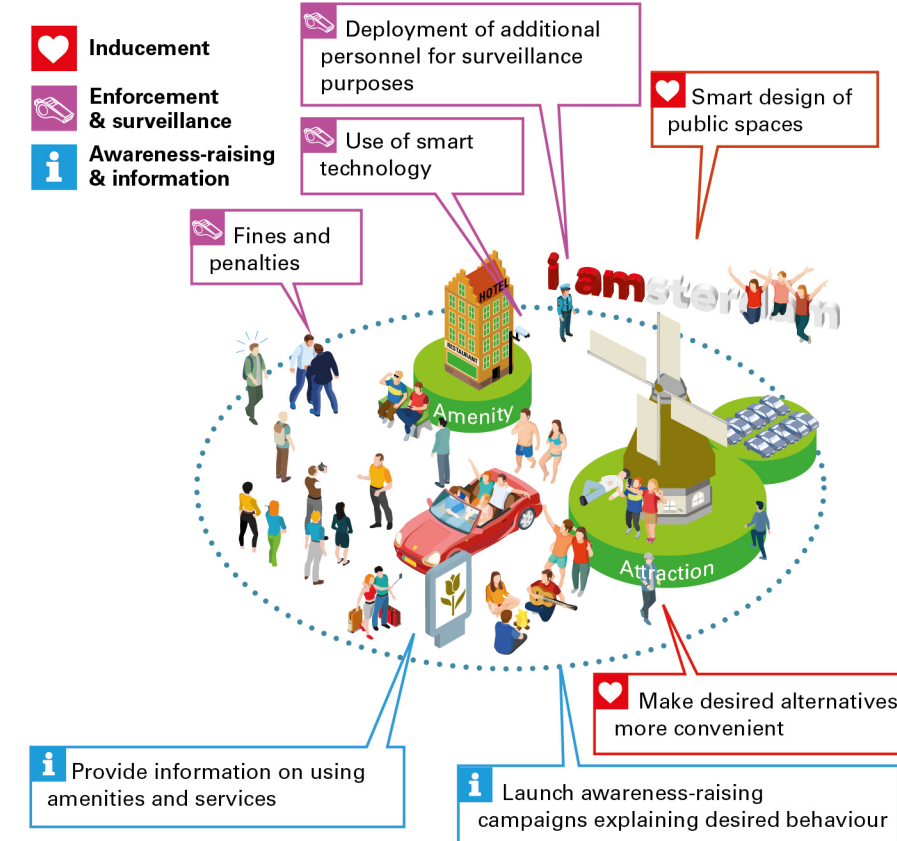 Inducement
Enforcement
& surveillance
Awareness-raising
& information
Deployment of additional
personnel for surveillance
purposes
Use of smart
technology
Smart design of
public spaces
Fines and
penalties
i amsterdam
HOTEL
RESTAURANT
Amenity
Attraction
Make desired alternatives
more convenient
Provide information on using
amenities and services
Launch awareness-raising
campaigns explaining desired behaviour